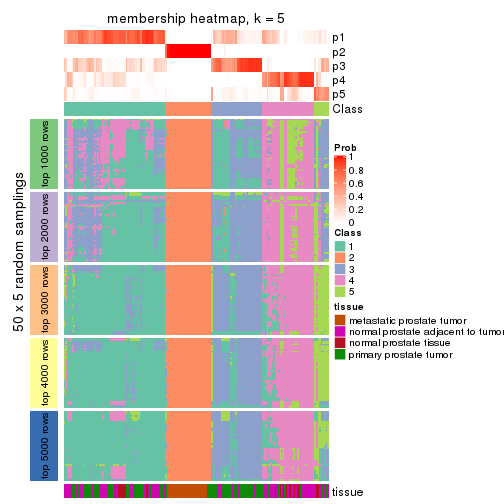 membership heatmap, k = 5
p1
p2
p3
p4
p5
Class
50 x 5 random samplings
top 1000 rows
top 2000 rows
top 3000 rows
top 4000 rows
top 5000 rows
tissue
Prob
1
0.8
0.6
0.4
0.2
0
Class
1
2
3
4
5
tissue
metastatic prostate tumor
normal prostate adjacent to tumor
normal prostate tissue
primary prostate tumor